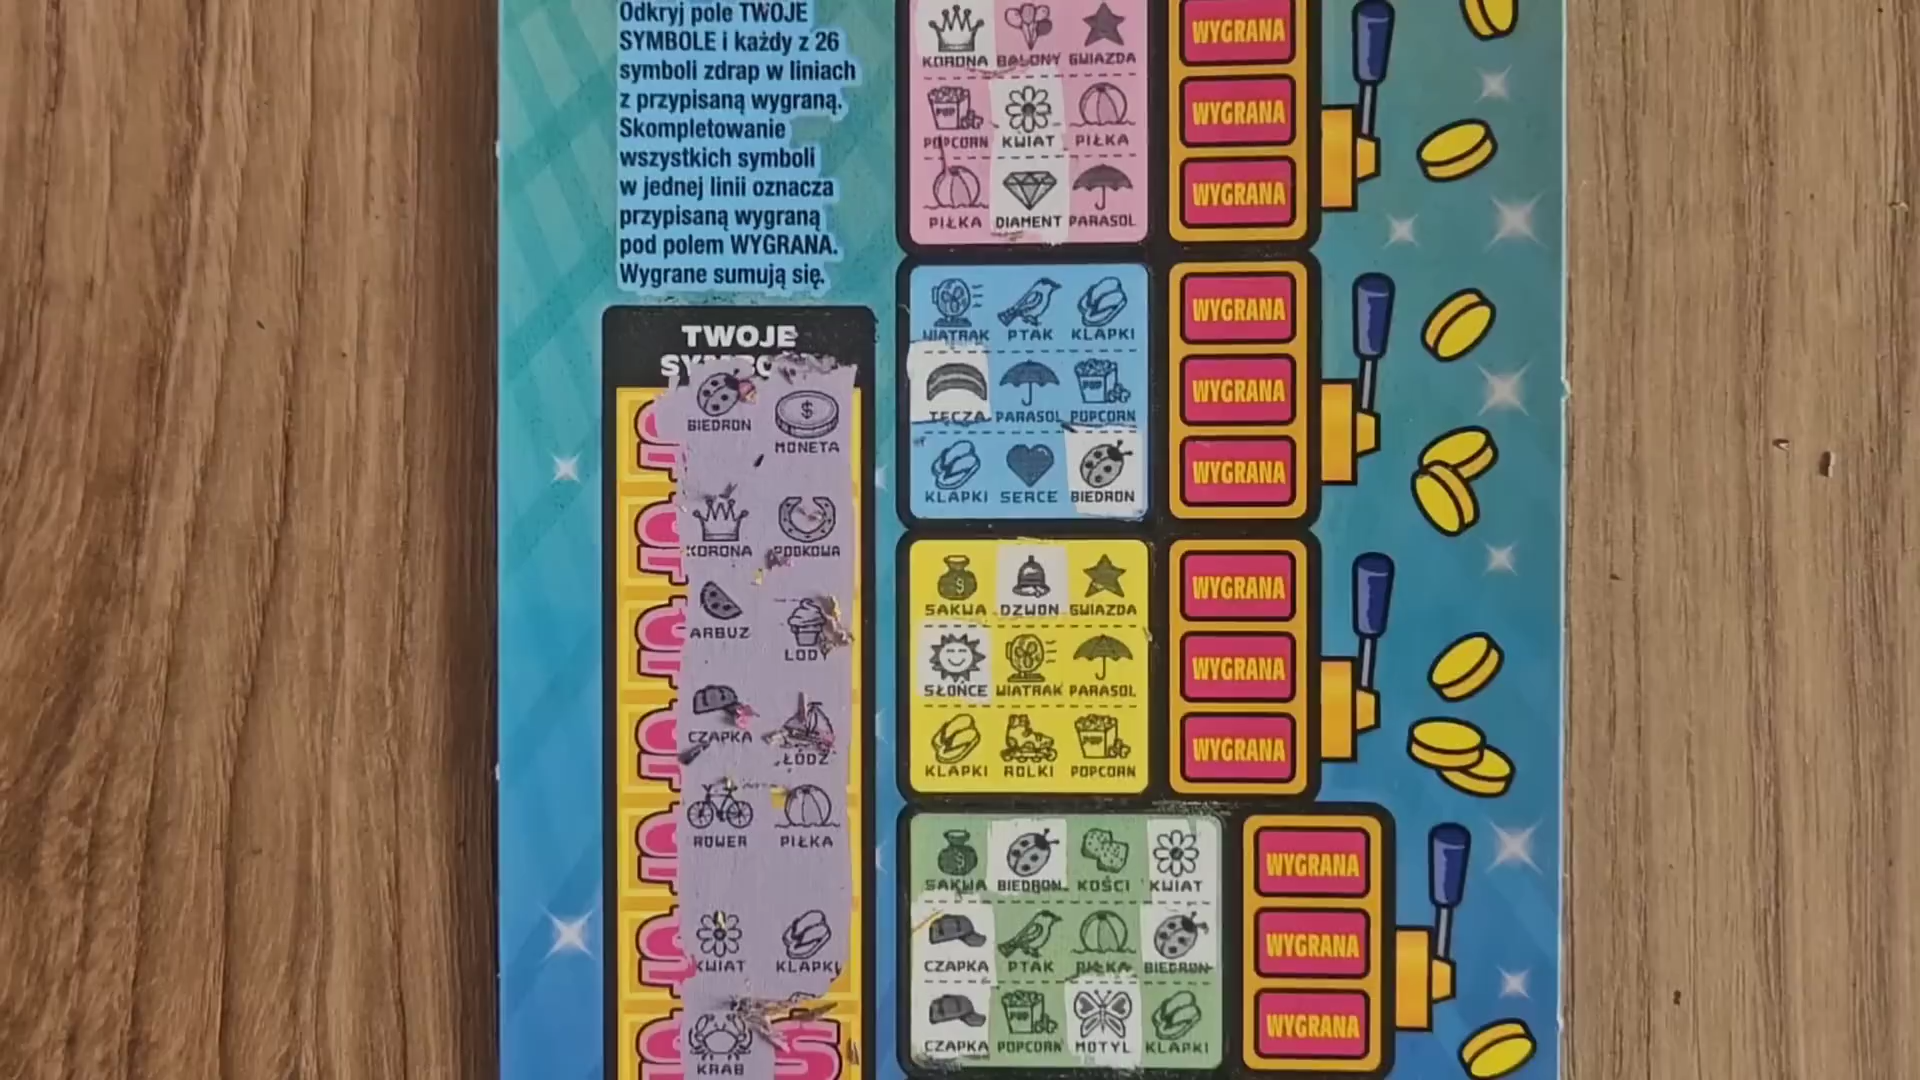 Odkryj pole TWOJE
SYMBOLE i każdy z 26
symboli zdrap w liniach
z przypisaną wygraną.
Skompletowanie
wszystkich symboli
w jednej linii oznacza
przypisaną wygraną
pod polem WYGRANA.
Wygrane sumują się.
TWOJE
BIEDRON MONETA
KORONA PODKOWA
ARBUZ LODY
CZAPKA ŁÓDŹ
ROWER PIŁKA
KWIAT KLAPKI
KRAB
KORONA BALONY GWIAZDA WYGRANA
POPCORN KWIAT PIŁKA WYGRANA
PIŁKA DIAMENT PARASOL WYGRANA
WIATRAK PTAK KLAPKI WYGRANA
TĘCZA PARASOL POPCORN WYGRANA
KLAPKI SERCE BIEDRON WYGRANA
SAKWA DZWON GWIAZDA WYGRANA
SŁOŃCE WIATRAK PARASOL WYGRANA
KLAPKI ROLKI POPCORN WYGRANA
SAKWA BIEDRON KOŚCI KWIAT WYGRANA
CZAPKA PTAK PIŁKA BIEDRON WYGRANA
CZAPKA POPCORN MOTYL KLAPKI WYGRANA